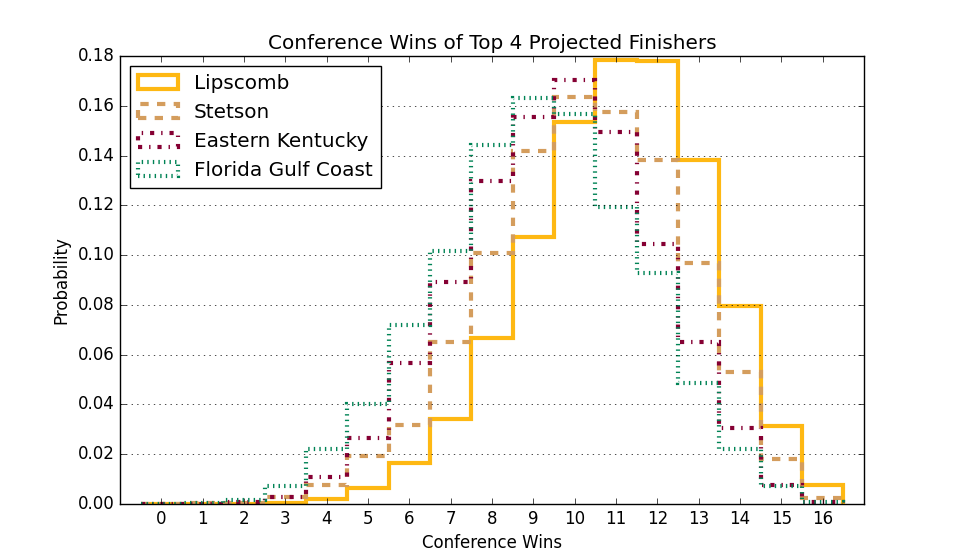 Conference Wins of Top 4 Projected Finishers
Lipscomb
Stetson
Eastern Kentucky
Florida Gulf Coast
Probability
0.18
0.16
0.14
0.12
0.10
0.08
0.06
0.04
0.02
0.00
0 1 2 3 4 5 6 7 8 9 10 11 12 13 14 15 16
Conference Wins